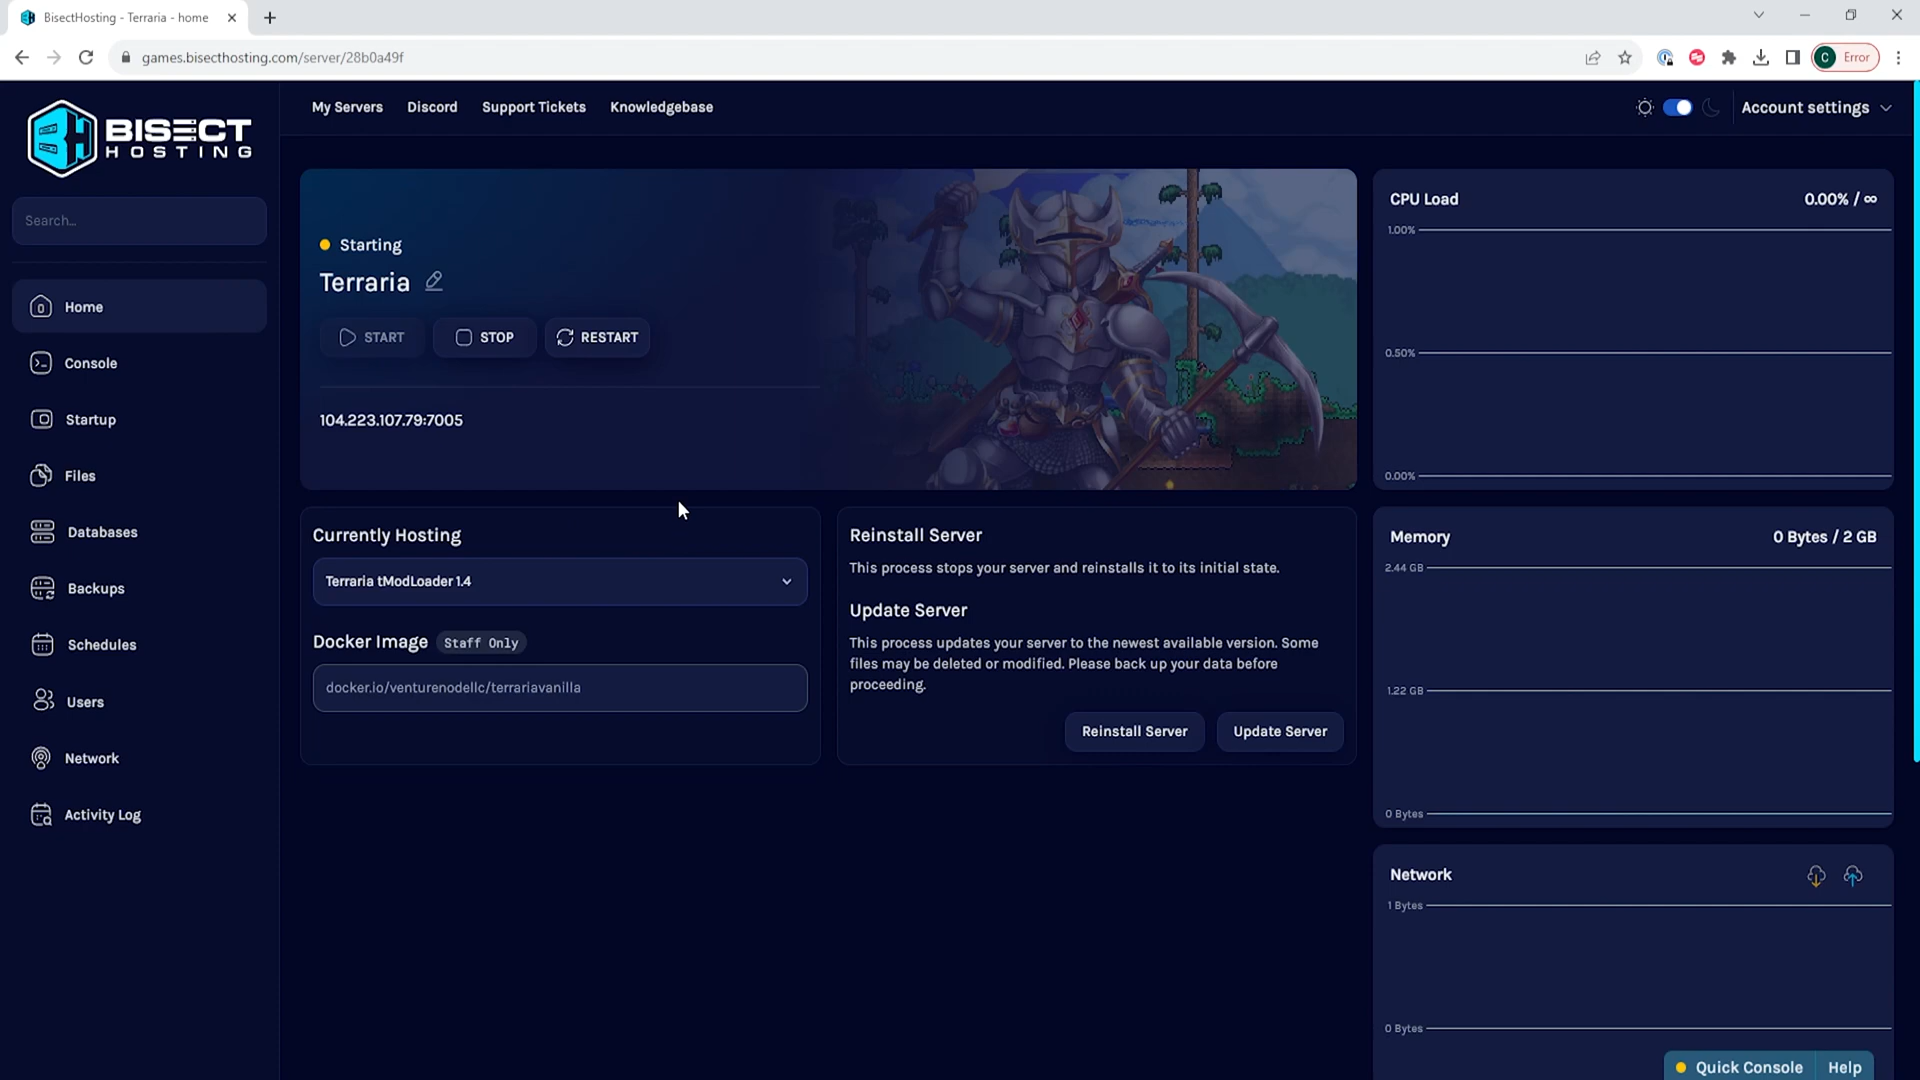 BisectHosting - Terraria - home
games.bisecthosting.com/server/28b0a49f
C Error
BISECT
HOSTING
Search...
Home
Console
Startup
Files
Databases
Backups
Schedules
Users
Network
Activity Log
My Servers Discord Support Tickets Knowledgebase
Account settings
Starting
Terraria
START STOP RESTART
104.223.107.79:7005
Currently Hosting
Terraria tModLoader 1.4
Docker Image Staff Only
docker.io/venturenodellc/terrariavanilla
Reinstall Server
This process stops your server and reinstalls it to its initial state.
Update Server
This process updates your server to the newest available version. Some
files may be deleted or modified. Please back up your data before
proceeding.
Reinstall Server Update Server
CPU Load 0.00% / ∞
1.00%
0.50%
0.00%
Memory 0 Bytes / 2 GB
2.44 GB
1.22 GB
0 Bytes
Network
1 Bytes
0 Bytes
Quick Console Help